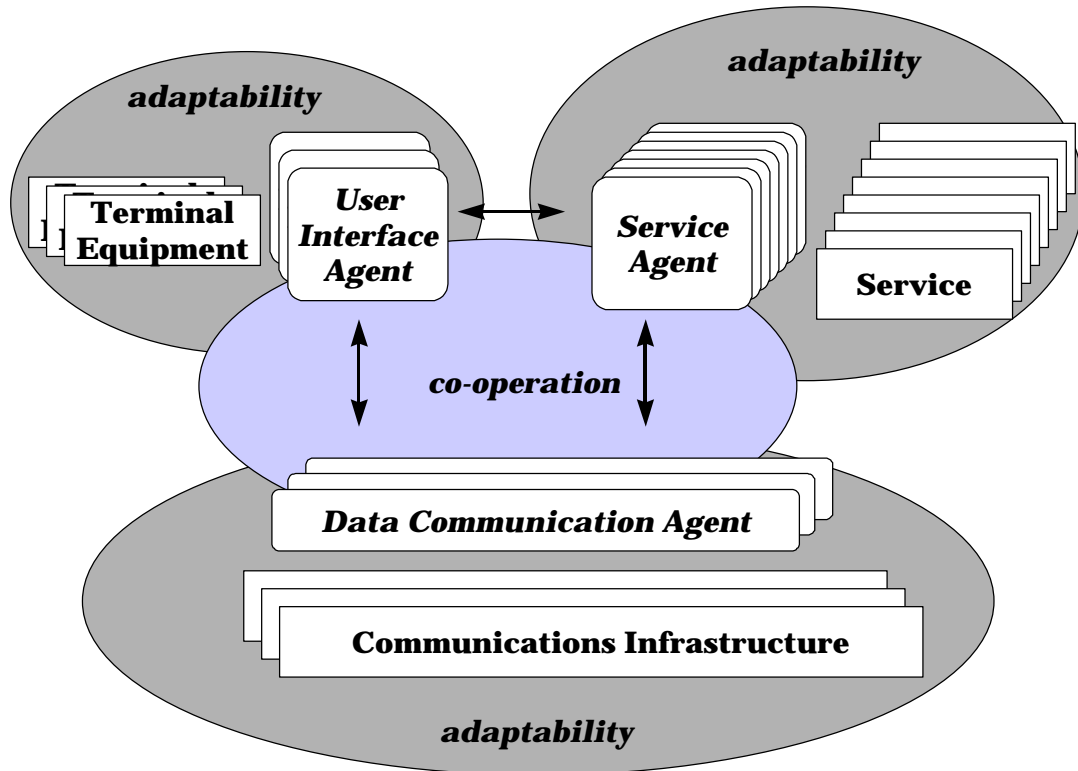 adaptability
adaptability
User
Interface
Agent
Terminal
Equipment
Service
Agent
Service
co-operation
Data Communication Agent
Communications Infrastructure
adaptability